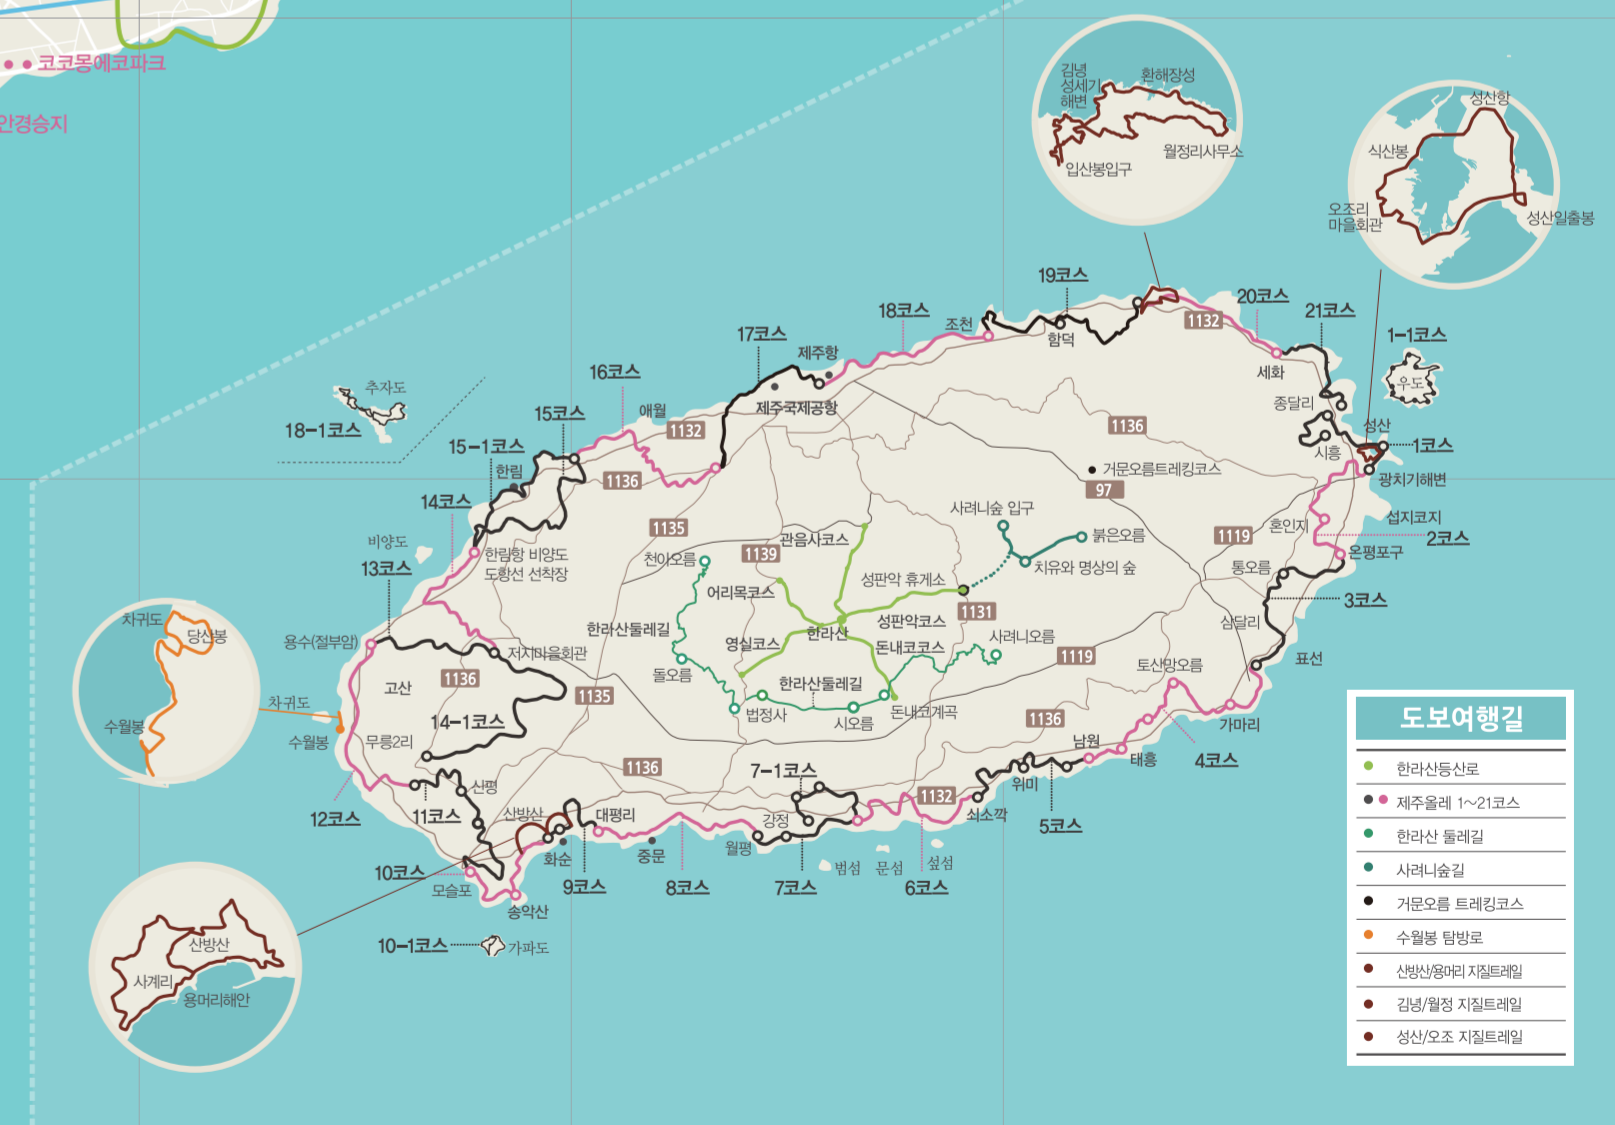 코코몽에코파크
안경승지
김녕
성세기
해변
환해장성
월정리사무소
입산봉입구
성산항
식산봉
오조리
마을회관
성산일출봉
19코스
20코스
21코스
1-1코스
우도
18코스
조천
함덕
1132
세화
17코스
제주항
제주국제공항
16코스
추자도
18-1코스
15코스
애월
1132
15-1코스
한림
1136
종달리
성산
1코스
시흥
1136
거문오름트레킹코스
97
광치기해변
14코스
1135
사려니숲 입구
붉은오름
혼인지
섭지코지
2코스
1119
비양도
한림항 비양도
도항선 선착장
13코스
천아오름
1139
관음사코스
치유와 명상의 숲
온평포구
통오름
어리목코스
성판악 휴게소
1131
3코스
차귀도
당산봉
용수(절부암)
한라산둘레길
영실코스
한라산
성판악코스
돈내코코스
사려니오름
삼달리
저지마을회관
1136
고산
1135
돌오름
한라산둘레길
1119
토산망오름
표선
차귀도
수월봉
수월봉
14-1코스
무릉2리
법정사
시오름
돈내코계곡
1136
가마리
남원
태흥
4코스
1136
7-1코스
위미
산평
12코스
11코스
산방산
대평리
강정
1132
쇠소깍
5코스
화순
중문
월평
범섬
문섬
섶섬
10코스
모슬포
9코스
8코스
7코스
6코스
송악산
10-1코스
가파도
산방산
사계리
용머리해안
도보여행길
한라산등산로
제주올레 1~21코스
한라산 둘레길
사려니숲길
거문오름 트레킹코스
수월봉 탐방로
산방산/용머리 지질트레일
김녕/월정 지질트레일
성산/오조 지질트레일